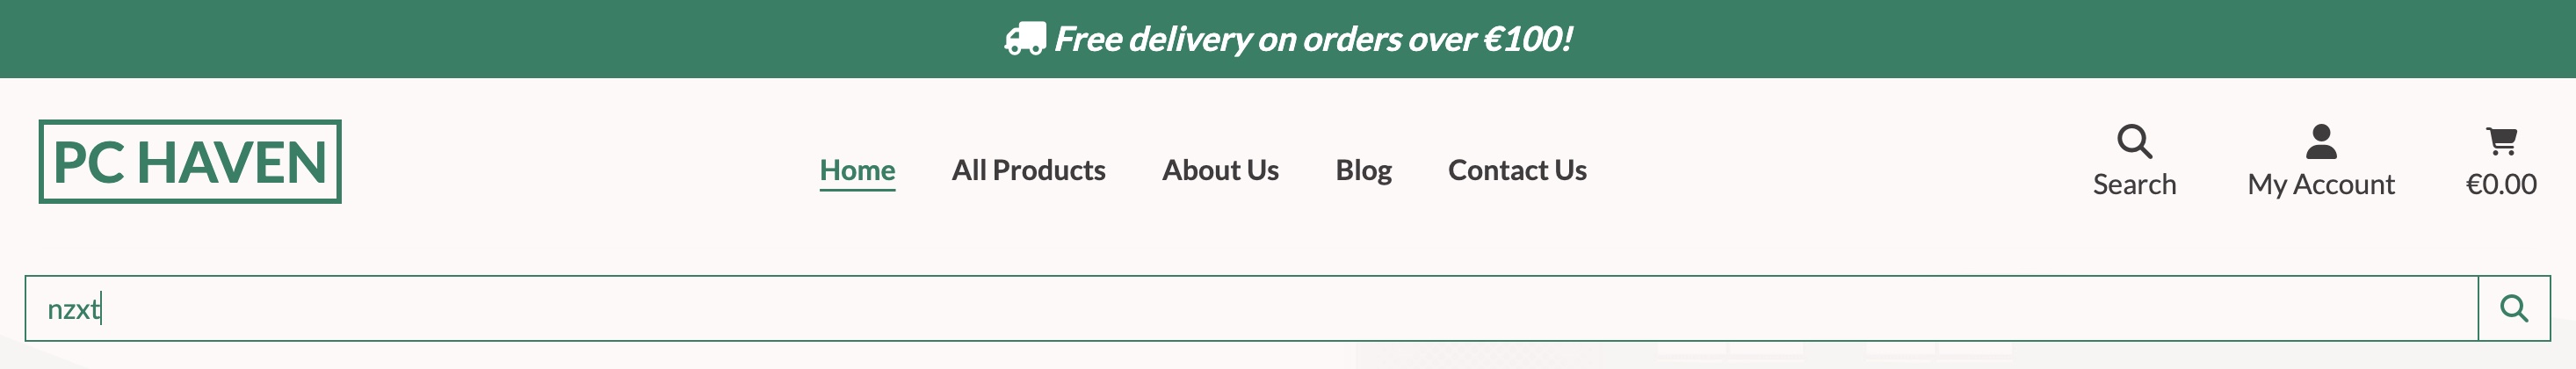 Free delivery on orders over €100!
PC HAVEN
Home All Products About Us Blog Contact Us
Search My Account €0.00
nzxt